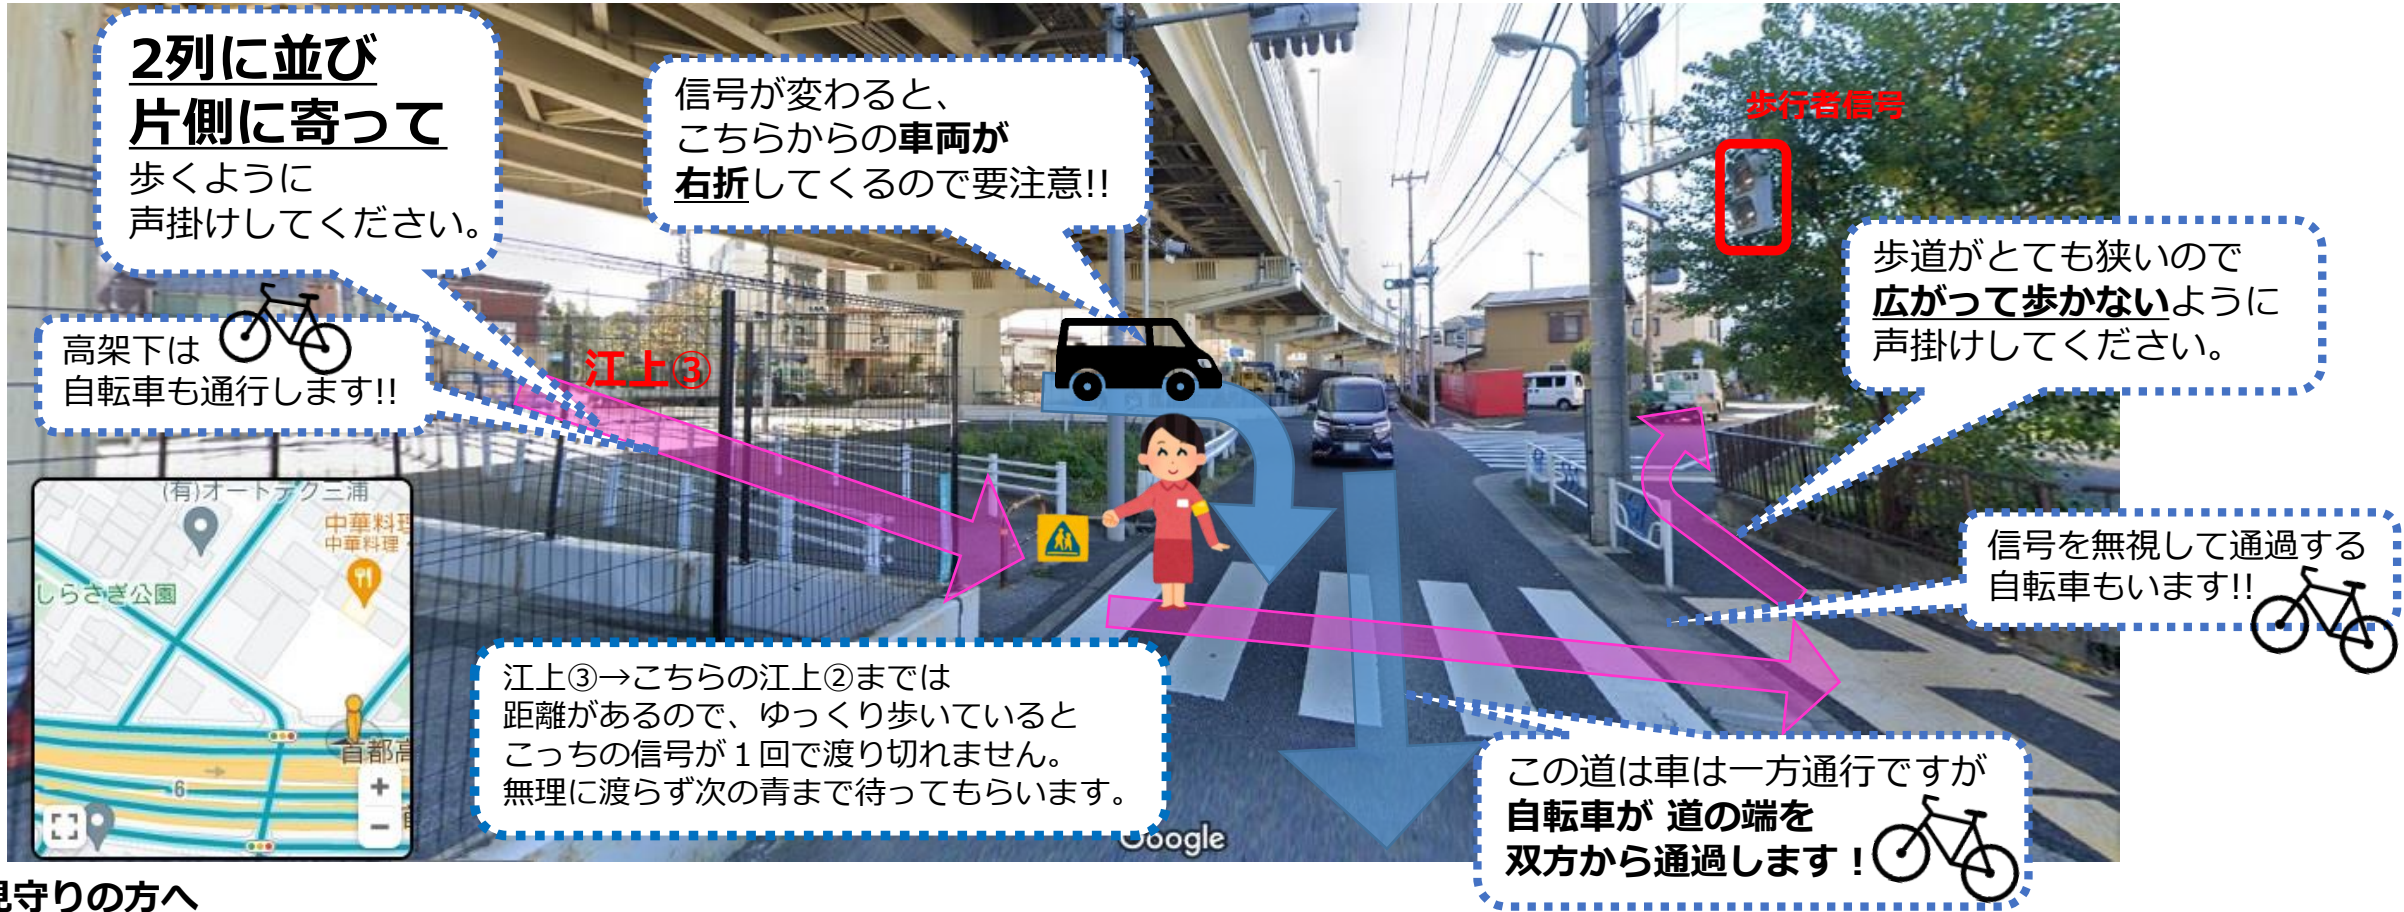 2列に並び
片側に寄って
歩くように
声掛けしてください。
信号が変わると、
こちらからの車両が
右折してくるので要注意!!
歩行者信号
歩道がとても狭いので
広がって歩かないように
声掛けしてください。
高架下は
自転車も通行します!!
江上③
信号を無視して通過する
自転車もいます!!
(有)オートテク三浦
中華料理
中華料理
しらさぎ公園
首都高
6
+
−
江上③→こちらの江上②までは
距離があるので、ゆっくり歩いていると
こっちの信号が１回で渡り切れません。
無理に渡らず次の青まで待ってもらいます。
この道は車は一方通行ですが
自転車が 道の端を
双方から通過します！
Google
見守りの方へ